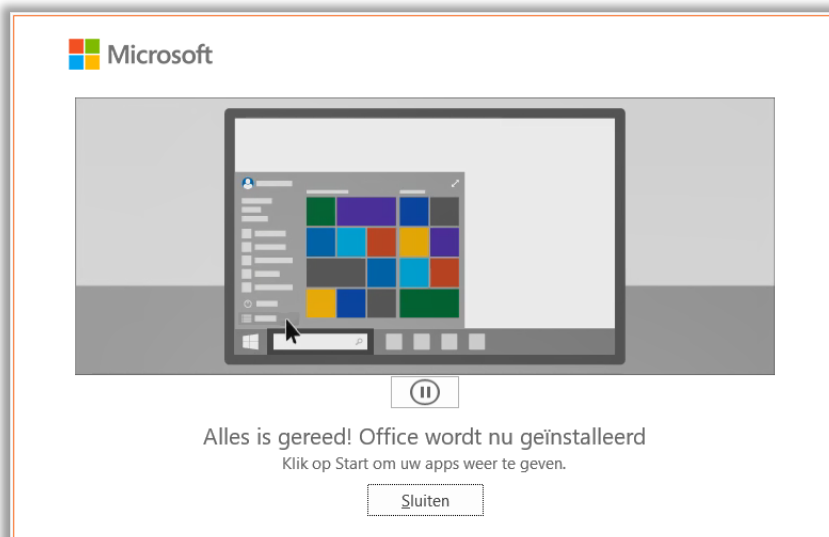 Microsoft
Alles is gereed! Office wordt nu geïnstalleerd
Klik op Start om uw apps weer te geven.
Sluiten